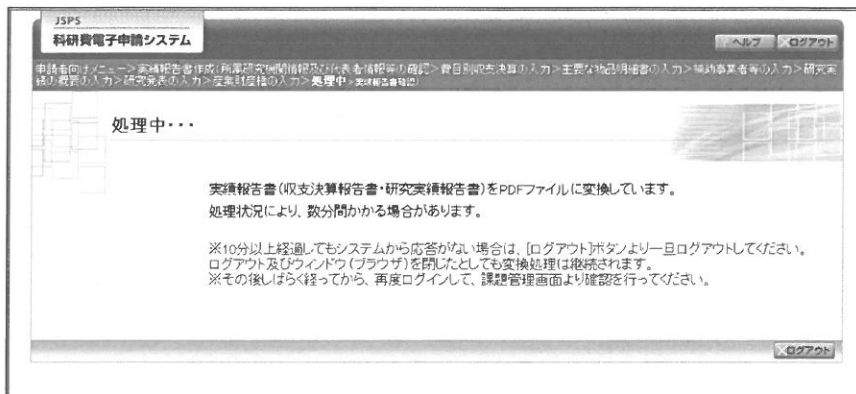 JSPS
科研費電子申請システム
ヘルプ
ログアウト
申請者向けメニュー>実績報告書作成(所属研究機関情報及び代表者情報等の確認>費目別収支決算の入力>主要な物品明細書の入力>補助事業者等の入力>研究実
績の概要の入力>研究発表の入力>産業財産権の入力>処理中>実績報告書確認)
処理中・・・
実績報告書(収支決算報告書・研究実績報告書)をPDFファイルに変換しています。
処理状況により、数分間かかる場合があります。
※10分以上経過してもシステムから応答がない場合は、[ログアウト]ボタンより一旦ログアウトしてください。
ログアウト及びウィンドウ(ブラウザ)を閉じたとしても変換処理は継続されます。
※その後しばらく経ってから、再度ログインして、課題管理画面より確認を行ってください。
ログアウト